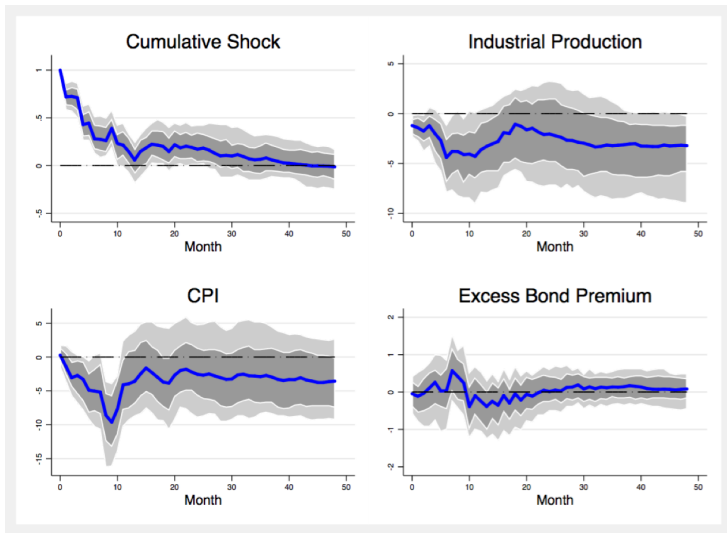 Cumulative Shock
1
.5
0
-.5
0 10 20 30 40 50
Month
Industrial Production
5
0
-5
-10
0 10 20 30 40 50
Month
CPI
5
0
-5
-10
-15
0 10 20 30 40 50
Month
Excess Bond Premium
2
1
0
-1
-2
0 10 20 30 40 50
Month